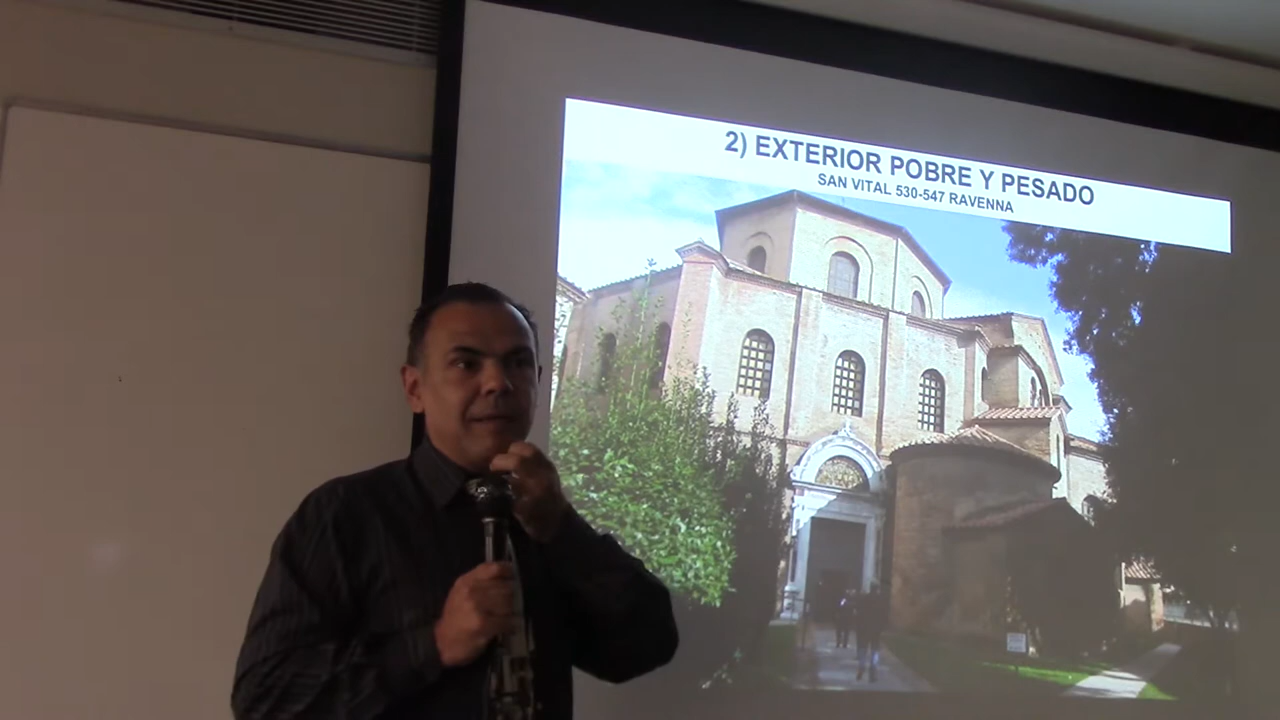 2) EXTERIOR POBRE Y PESADO
SAN VITAL 530-547 RAVENNA